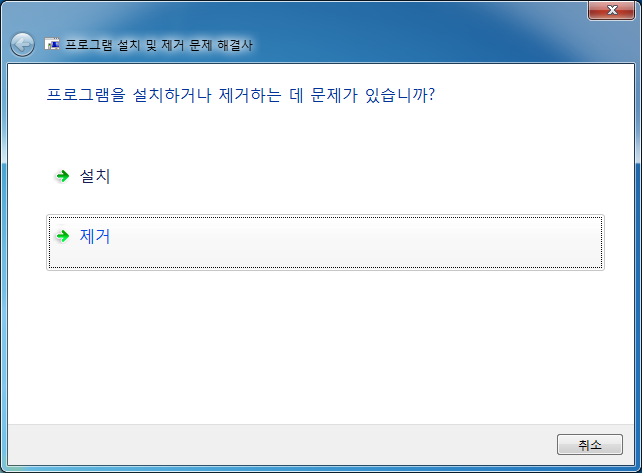 프로그램 설치 및 제거 문제 해결사
프로그램을 설치하거나 제거하는 데 문제가 있습니까?
설치
제거
취소